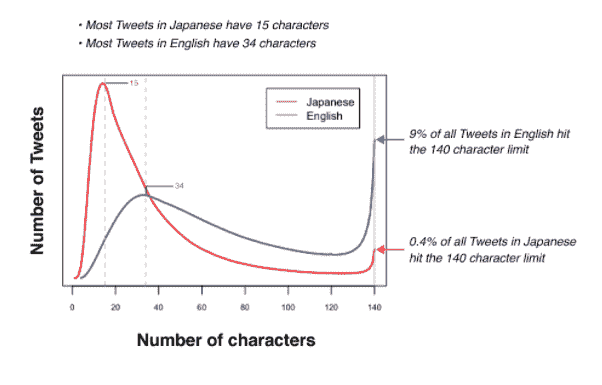 • Most Tweets in Japanese have 15 characters
• Most Tweets in English have 34 characters
15
Japanese
English
9% of all Tweets in English hit
the 140 character limit
34
0.4% of all Tweets in Japanese
hit the 140 character limit
Number of Tweets
0 20 40 60 80 100 120 140
Number of characters